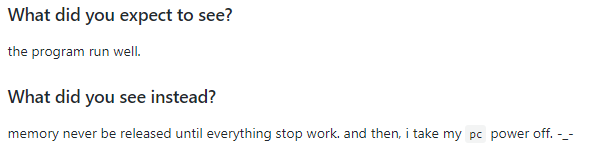 What did you expect to see?
the program run well.
What did you see instead?
memory never be released until everything stop work. and then, i take my pc power off. -_-